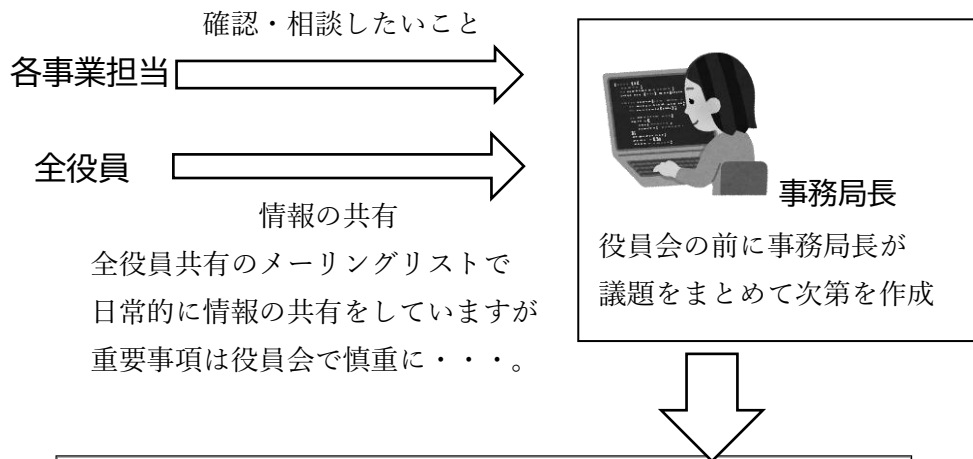 確認・相談したいこと
各事業担当
全役員
情報の共有
全役員共有のメーリングリストで
日常的に情報の共有をしていますが
重要事項は役員会で慎重に・・・。
事務局長
役員会の前に事務局長が
議題をまとめて次第を作成